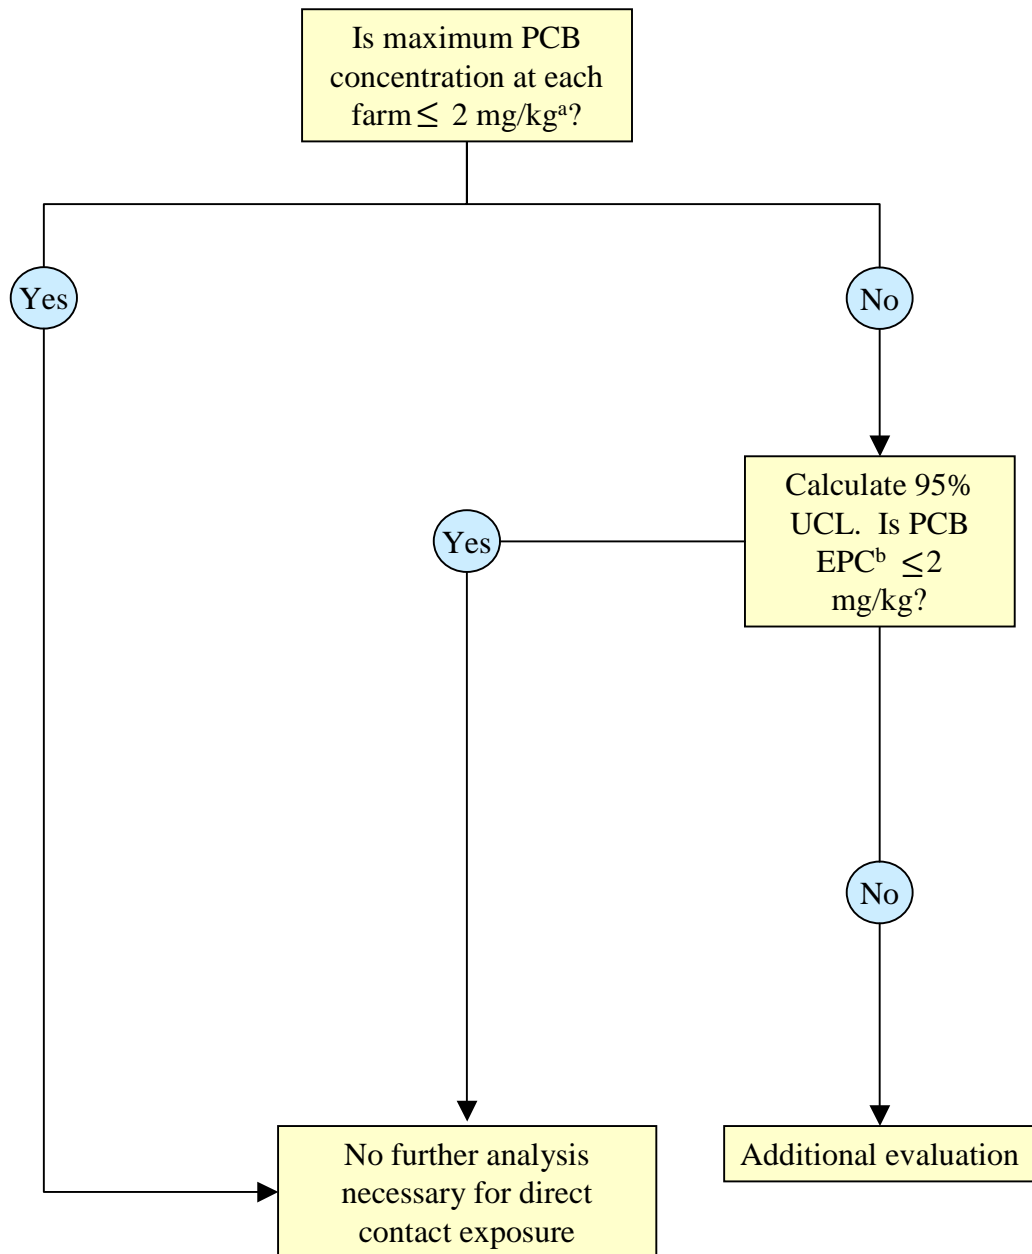 Is maximum PCB
concentration at each
farm ≤ 2 mg/kgᵃ?
Yes
No
Calculate 95%
UCL. Is PCB
EPCᵇ ≤2
mg/kg?
Yes
No
No further analysis
necessary for direct
contact exposure
Additional evaluation